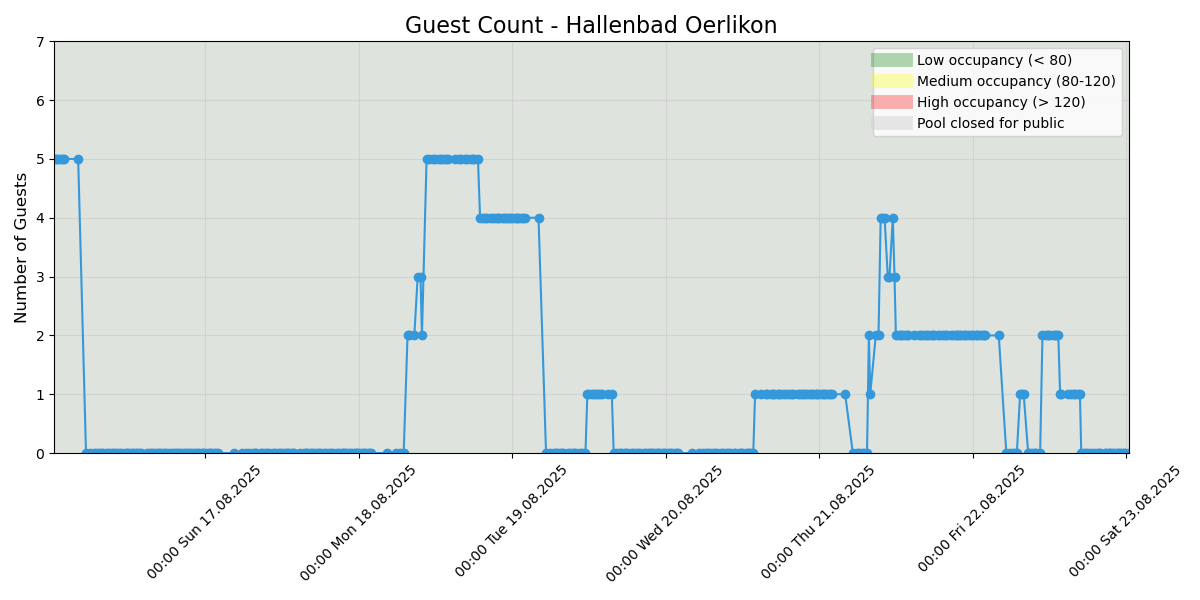 Guest Count - Hallenbad Oerlikon
Low occupancy (< 80)
Medium occupancy (80-120)
High occupancy (> 120)
Pool closed for public
Number of Guests
7
6
5
4
3
2
1
0
00:00 Sun 17.08.2025
00:00 Mon 18.08.2025
00:00 Tue 19.08.2025
00:00 Wed 20.08.2025
00:00 Thu 21.08.2025
00:00 Fri 22.08.2025
00:00 Sat 23.08.2025